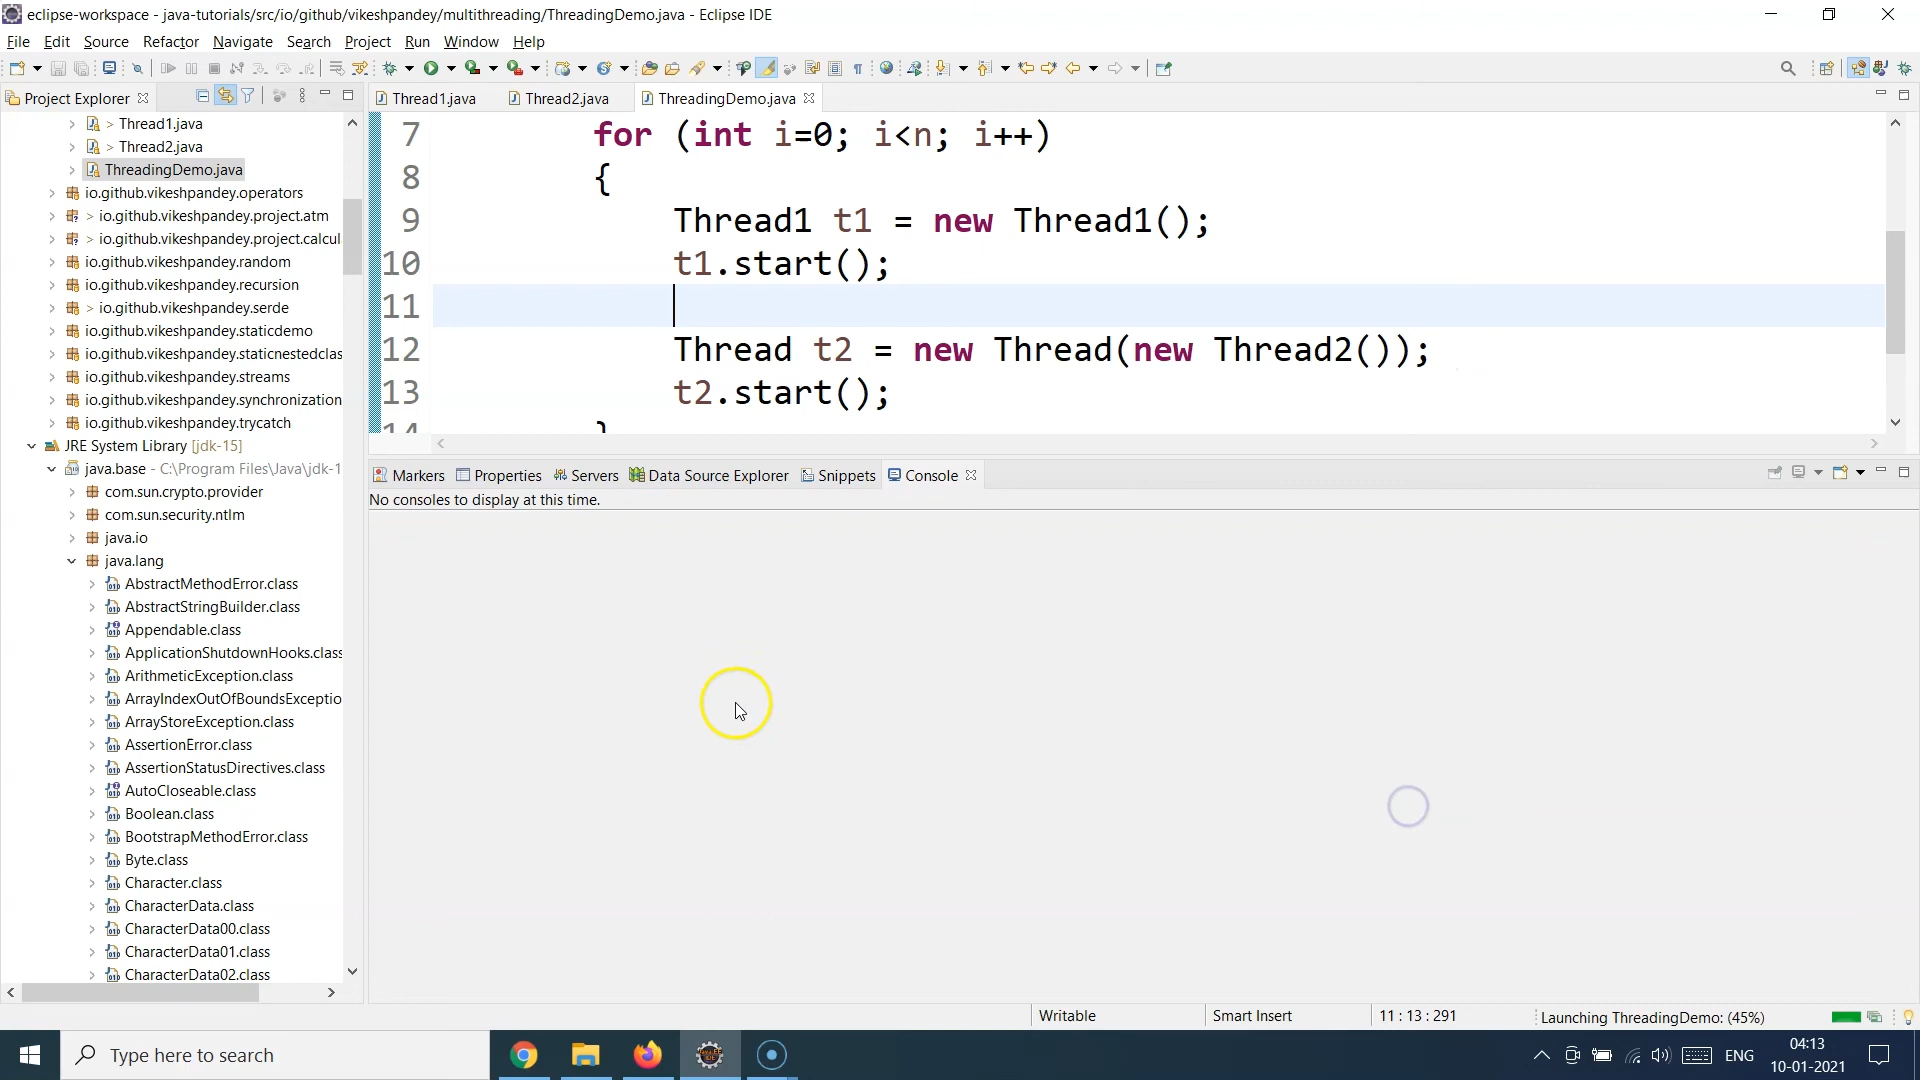 eclipse-workspace - java-tutorials/src/io/github/vikeshpandey/multithreading/ThreadingDemo.java - Eclipse IDE
File Edit Source Refactor Navigate Search Project Run Window Help
Project Explorer
> Thread1.java
> Thread2.java
ThreadingDemo.java
io.github.vikeshpandey.operators
> io.github.vikeshpandey.project.atm
> io.github.vikeshpandey.project.calcul
io.github.vikeshpandey.random
io.github.vikeshpandey.recursion
> io.github.vikeshpandey.serde
io.github.vikeshpandey.staticdemo
io.github.vikeshpandey.staticnestedclas
io.github.vikeshpandey.streams
io.github.vikeshpandey.synchronization
io.github.vikeshpandey.trycatch
JRE System Library [jdk-15]
java.base - C:\Program Files\Java\jdk-1
com.sun.crypto.provider
com.sun.security.ntlm
java.io
java.lang
AbstractMethodError.class
AbstractStringBuilder.class
Appendable.class
ApplicationShutdownHooks.class
ArithmeticException.class
ArrayIndexOutOfBoundsExceptio
ArrayStoreException.class
AssertionError.class
AssertionStatusDirectives.class
AutoCloseable.class
Boolean.class
BootstrapMethodError.class
Byte.class
Character.class
CharacterData.class
CharacterData00.class
CharacterData01.class
CharacterData02.class
Thread1.java Thread2.java ThreadingDemo.java
7 for (int i=0; i<n; i++)
8 {
9 Thread1 t1 = new Thread1();
10 t1.start();
11
12 Thread t2 = new Thread(new Thread2());
13 t2.start();
14 }
Markers Properties Servers Data Source Explorer Snippets Console
No consoles to display at this time.
Writable Smart Insert 11 : 13 : 291 Launching ThreadingDemo: (45%)
Type here to search
ENG
04:13
10-01-2021